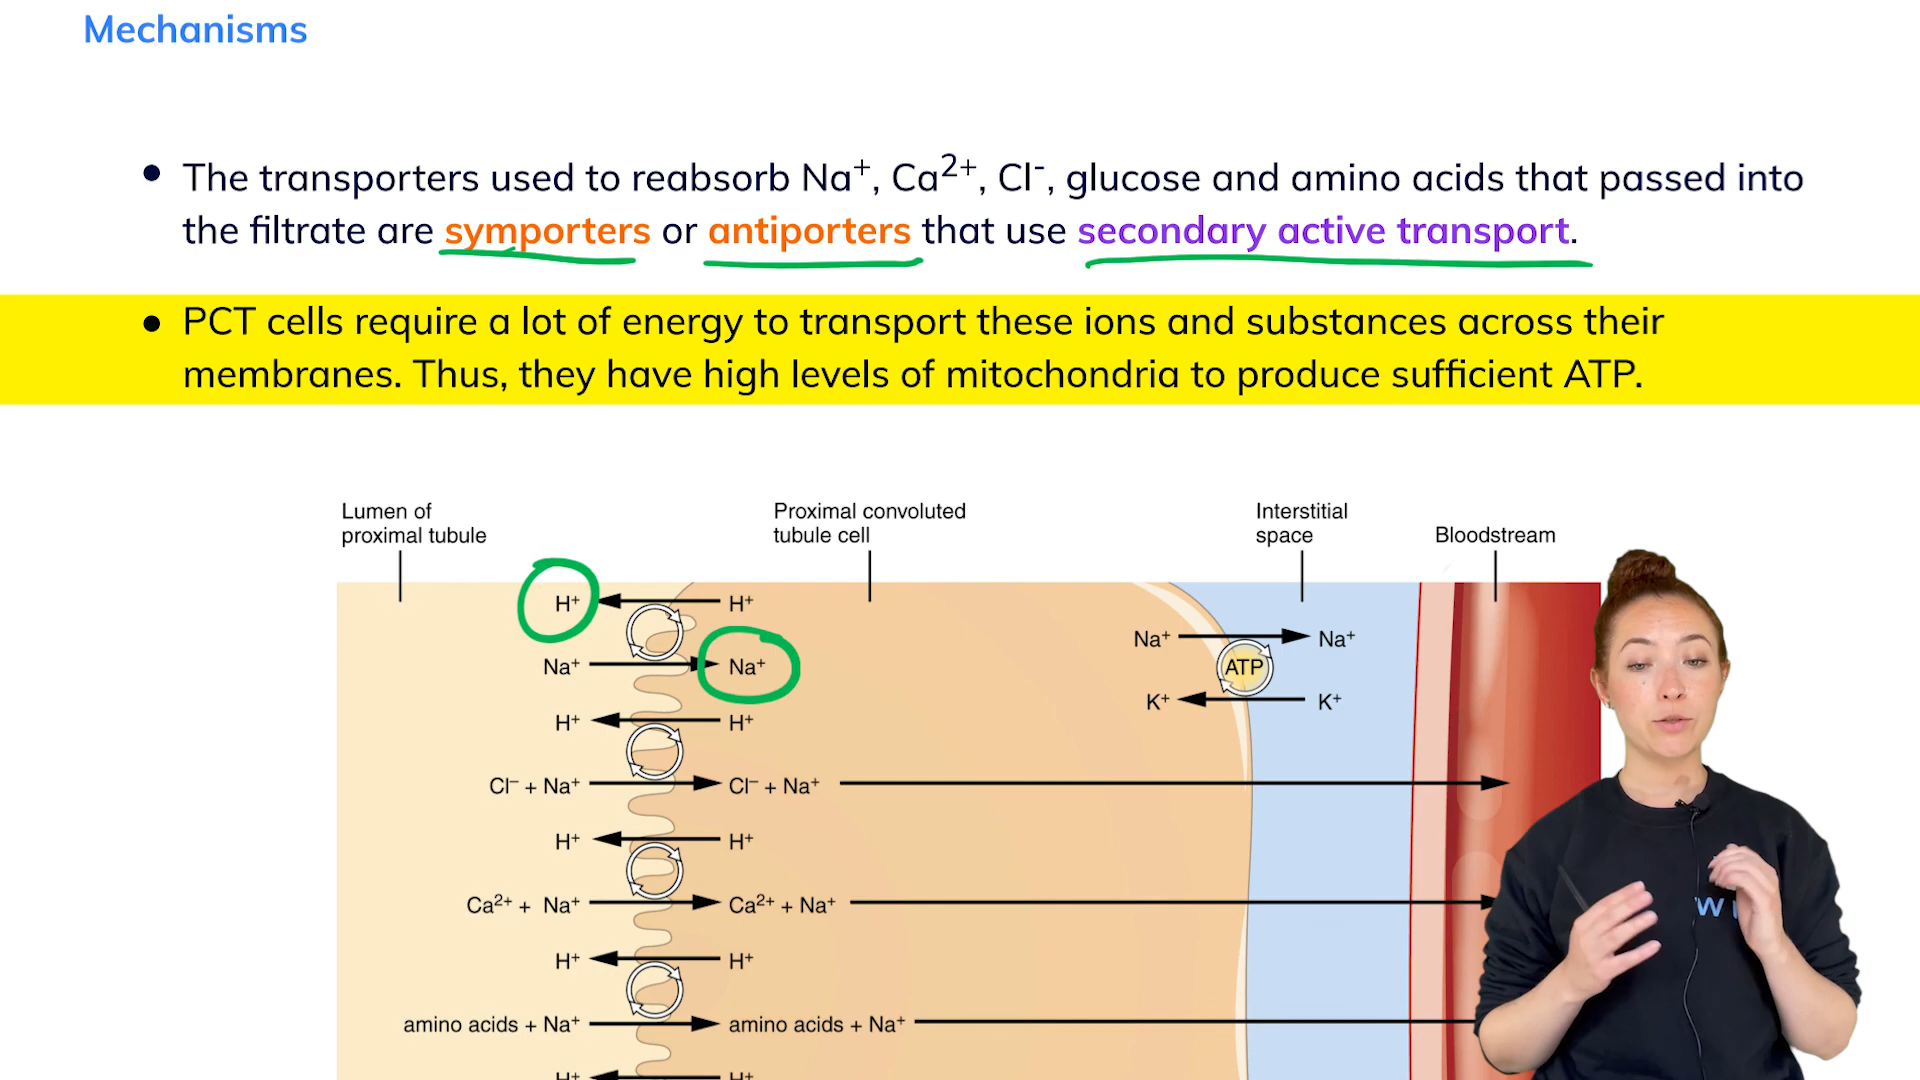 Mechanisms
• The transporters used to reabsorb Na⁺, Ca²⁺, Cl⁻, glucose and amino acids that passed into
the filtrate are symporters or antiporters that use secondary active transport.
• PCT cells require a lot of energy to transport these ions and substances across their
membranes. Thus, they have high levels of mitochondria to produce sufficient ATP.
Lumen of
proximal tubule
Proximal convoluted
tubule cell
Interstitial
space
Bloodstream
H⁺ H⁺
Na⁺ Na⁺
Na⁺ Na⁺
ATP
K⁺ K⁺
H⁺ H⁺
Cl⁻ + Na⁺ Cl⁻ + Na⁺
H⁺ H⁺
Ca²⁺ + Na⁺ Ca²⁺ + Na⁺
H⁺ H⁺
amino acids + Na⁺ amino acids + Na⁺
H⁺ H⁺
W